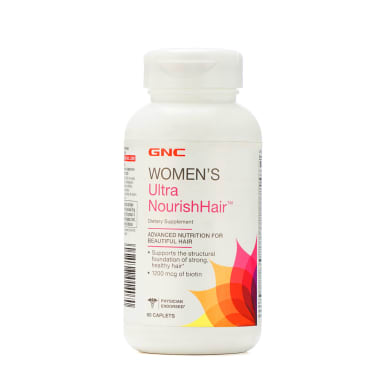 GNC
WOMEN'S
Ultra
NourishHair™
Dietary Supplement
ADVANCED NUTRITION FOR
BEAUTIFUL HAIR
• Supports the structural
foundation of strong,
healthy hair*
• 1200 mcg of biotin
PHYSICIAN
ENDORSED*
60 CAPLETS